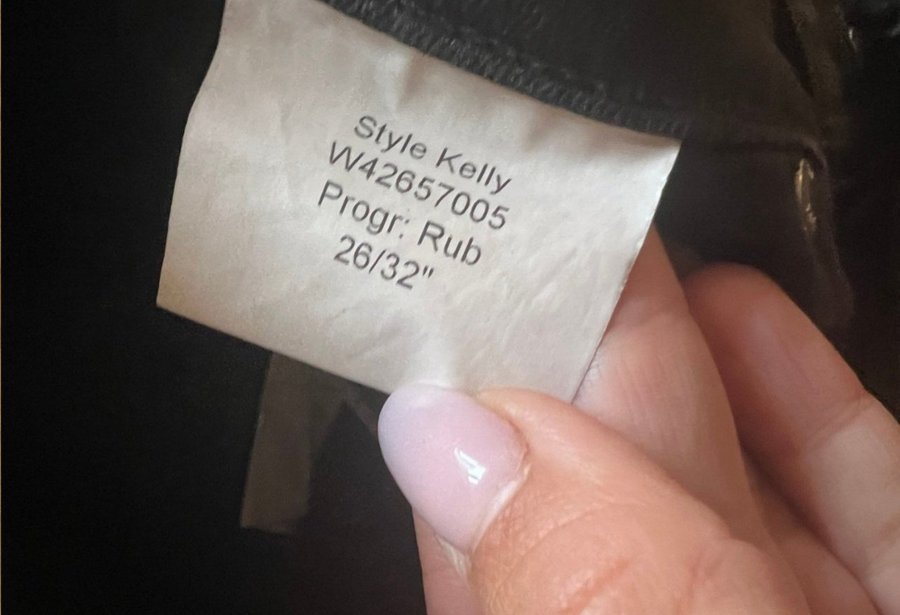 Style Kelly
W42657005
Progr: Rub
26/32"